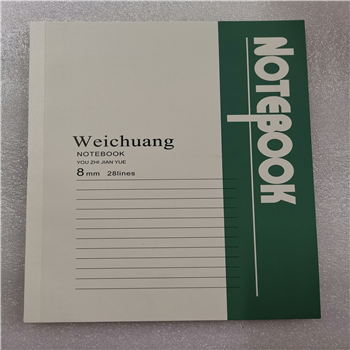 Weichuang
NOTEBOOK
YOU ZHI JIAN YUE
8mm 28lines
NOTEBOOK